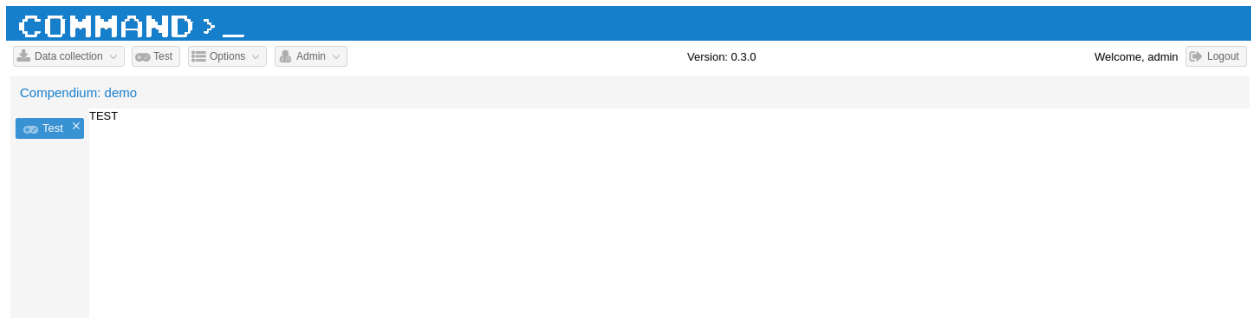 COMMAND >_
Data collection Test Options Admin Version: 0.3.0 Welcome, admin Logout
Compendium: demo
Test × TEST